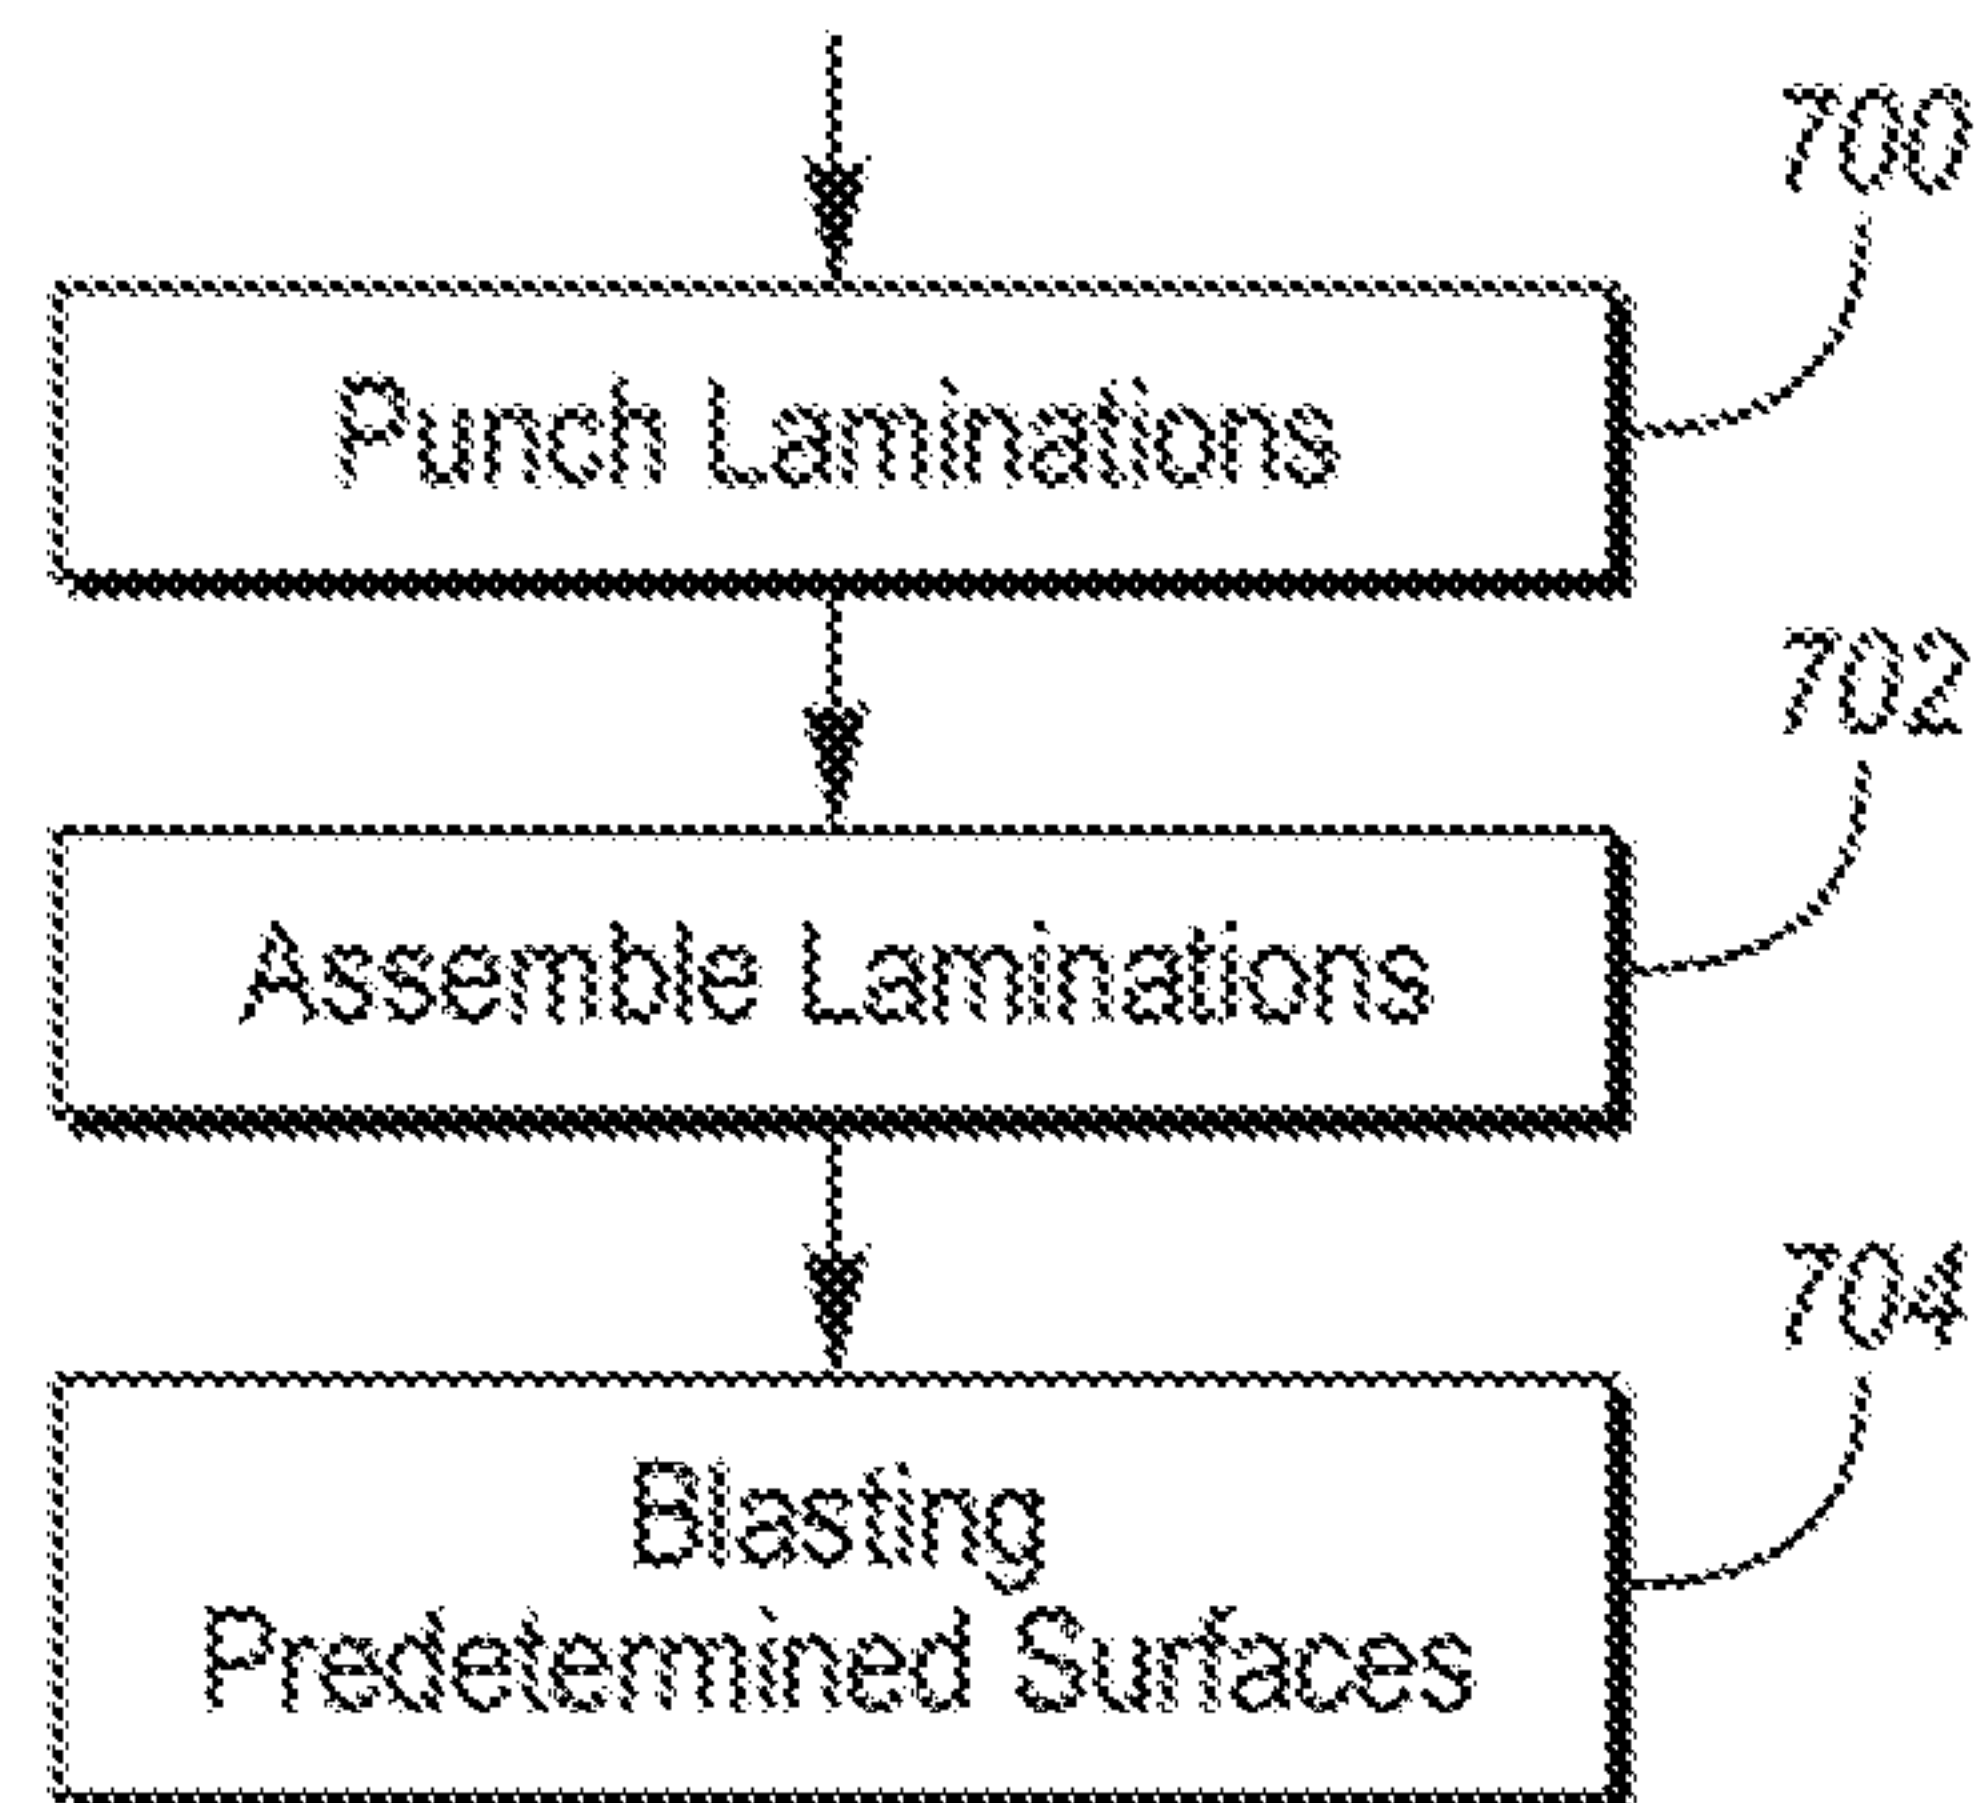 700
Punch Laminations
702
Assemble Laminations
704
Blasting
Predetermined Surfaces